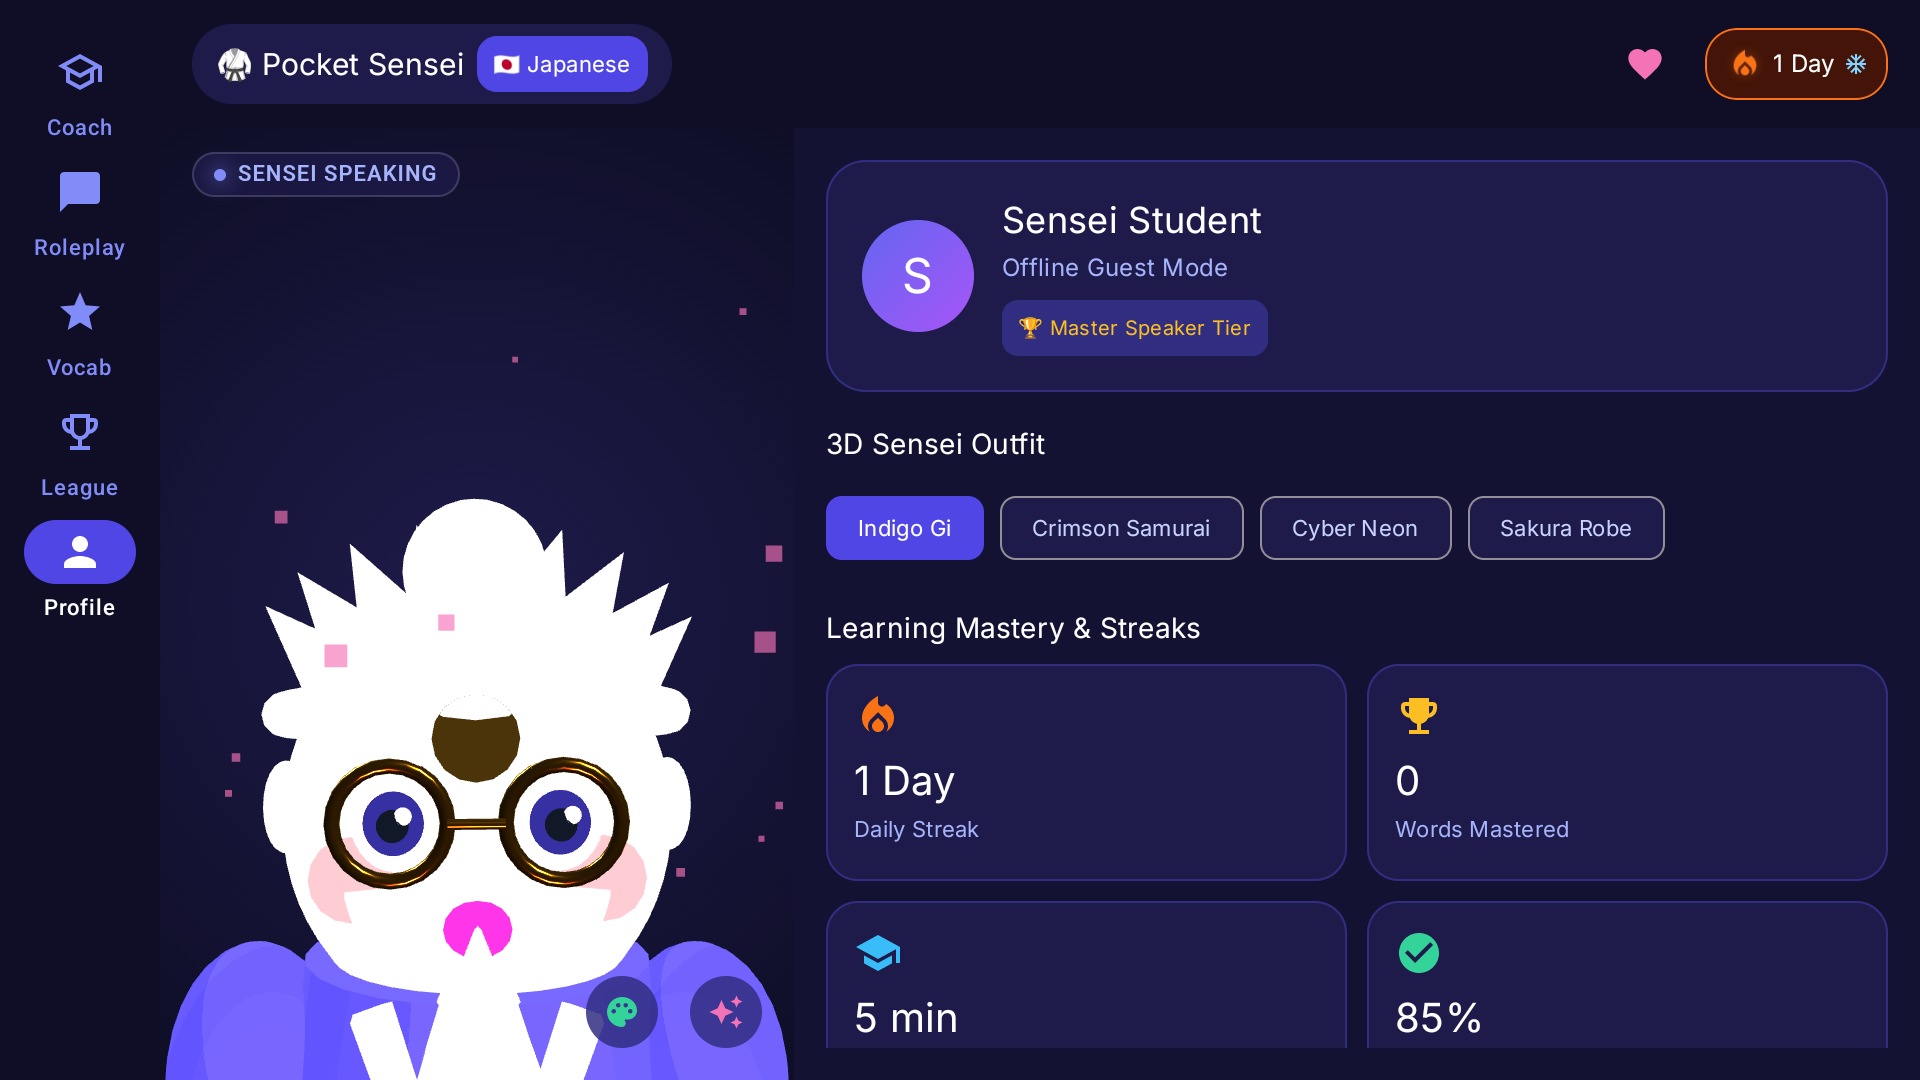 Coach
Roleplay
Vocab
League
Profile
Pocket Sensei
Japanese
1 Day
SENSEI SPEAKING
S
Sensei Student
Offline Guest Mode
Master Speaker Tier
3D Sensei Outfit
Indigo Gi
Crimson Samurai
Cyber Neon
Sakura Robe
Learning Mastery & Streaks
1 Day
Daily Streak
0
Words Mastered
5 min
85%